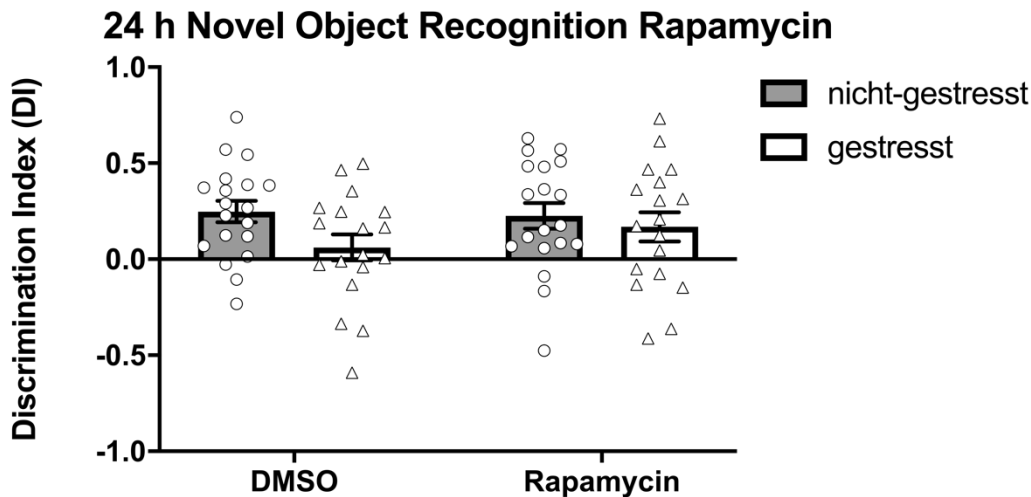 24 h Novel Object Recognition Rapamycin
Discrimination Index (DI)
1.0
0.5
0.0
-0.5
-1.0
DMSO
Rapamycin
nicht-gestresst
gestresst